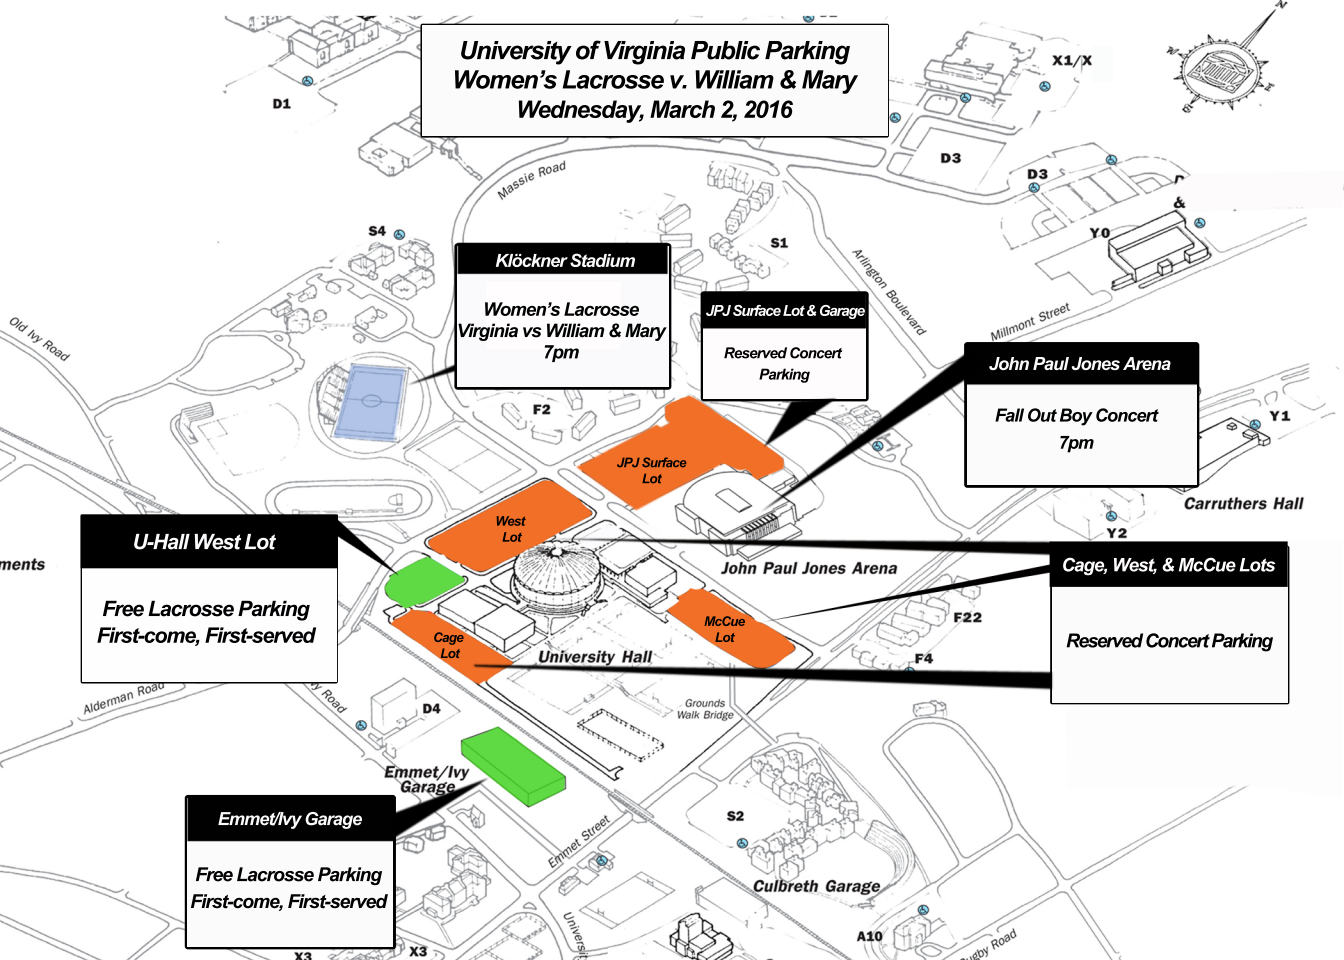 University of Virginia Public Parking
Women's Lacrosse v. William & Mary
Wednesday, March 2, 2016
N
W
S
D1
X1/X
D3
D3
&
Y0
Massie Road
S4
S1
Klöckner Stadium
Women's Lacrosse
Virginia vs William & Mary
7pm
Arlington Boulevard
Millmont Street
JPJ Surface Lot & Garage
Reserved Concert
Parking
John Paul Jones Arena
Fall Out Boy Concert
7pm
Old Ivy Road
F2
Y1
JPJ Surface
Lot
Carruthers Hall
Y2
West
Lot
U-Hall West Lot
Free Lacrosse Parking
First-come, First-served
ments
John Paul Jones Arena
Cage, West, & McCue Lots
Reserved Concert Parking
F22
F4
McCue
Lot
Cage
Lot
University Hall
Alderman Road
vy Road
D4
Grounds
Walk Bridge
Emmet/Ivy
Garage
Emmet/Ivy Garage
Free Lacrosse Parking
First-come, First-served
S2
Emmet Street
Culbreth Garage
Universi
X3
X3
A10
Rugby Road